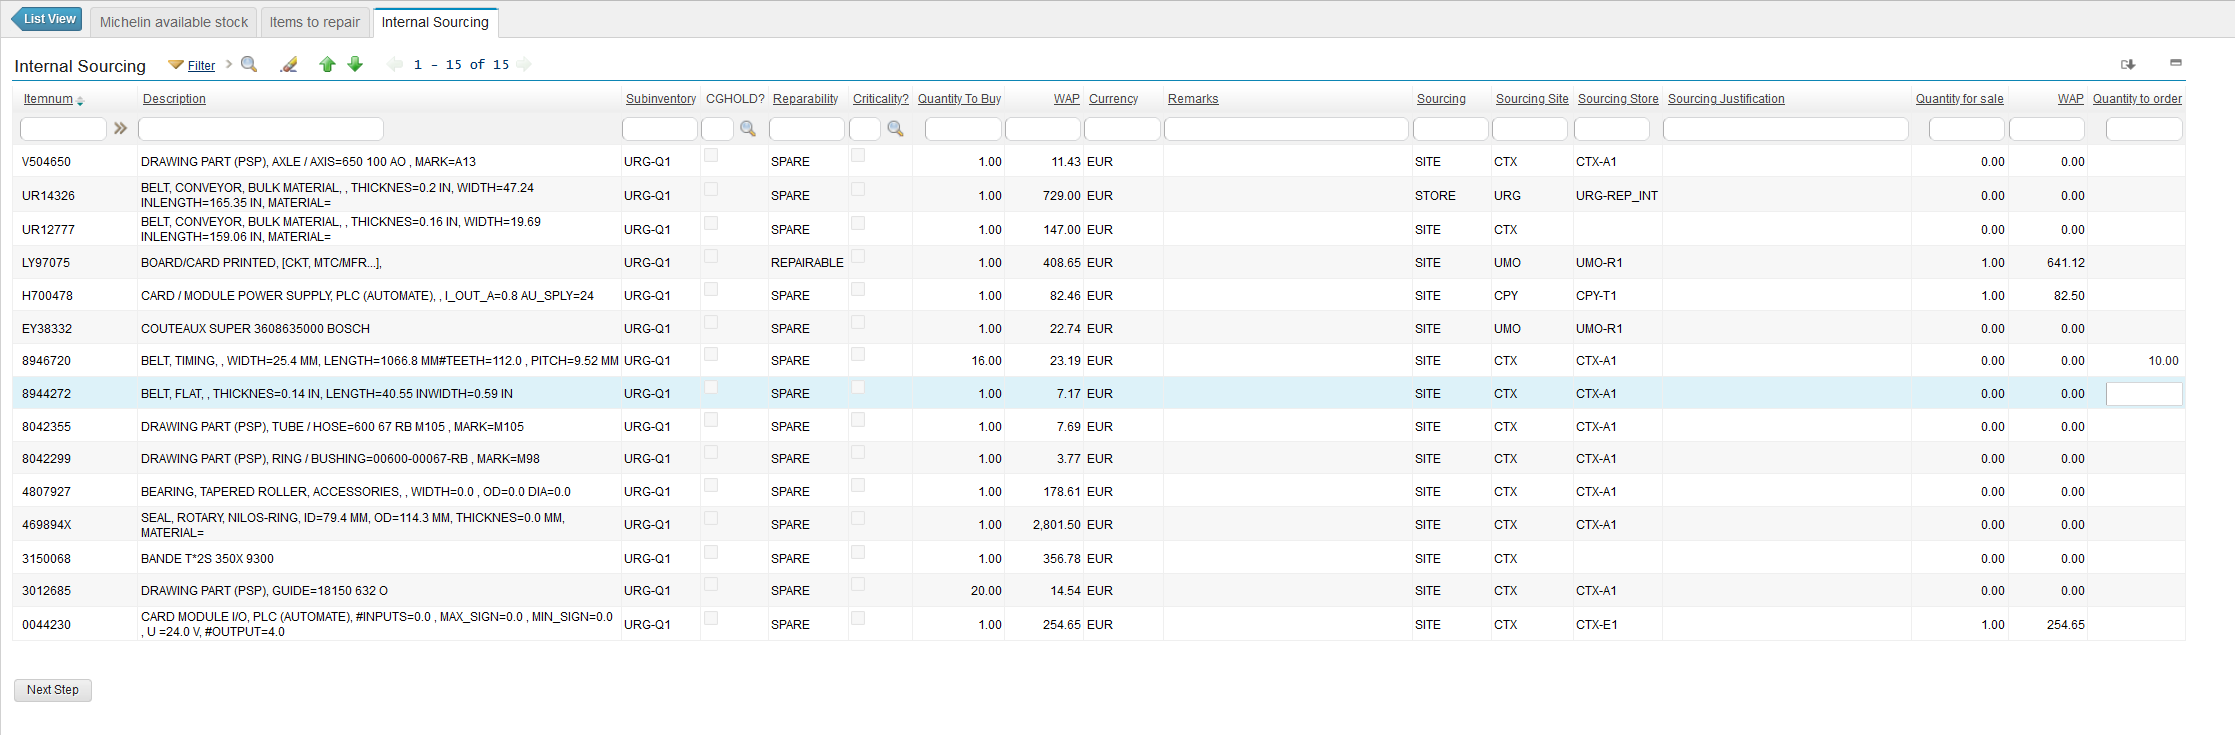 List View
Michelin available stock
Items to repair
Internal Sourcing
Internal Sourcing
Filter
1 - 15 of 15
Itemnum Description Subinventory CGHOLD? Reparability Criticality? Quantity To Buy WAP Currency Remarks Sourcing Sourcing Site Sourcing Store Sourcing Justification Quantity for sale WAP Quantity to order
V504650 DRAWING PART (PSP), AXLE / AXIS=650 100 AO , MARK=A13 URG-Q1 SPARE 1.00 11.43 EUR SITE CTX CTX-A1 0.00 0.00
UR14326 BELT, CONVEYOR, BULK MATERIAL, , THICKNES=0.2 IN, WIDTH=47.24 URG-Q1 SPARE 1.00 729.00 EUR STORE URG URG-REP_INT 0.00 0.00
INLENGTH=165.35 IN, MATERIAL=
UR12777 BELT, CONVEYOR, BULK MATERIAL, , THICKNES=0.16 IN, WIDTH=19.69 URG-Q1 SPARE 1.00 147.00 EUR SITE CTX 0.00 0.00
INLENGTH=159.06 IN, MATERIAL=
LY97075 BOARD/CARD PRINTED, [CKT, MTC/MFR...], URG-Q1 REPAIRABLE 1.00 408.65 EUR SITE UMO UMO-R1 1.00 641.12
H700478 CARD / MODULE POWER SUPPLY, PLC (AUTOMATE), , I_OUT_A=0.8 AU_SPLY=24 URG-Q1 SPARE 1.00 82.46 EUR SITE CPY CPY-T1 1.00 82.50
EY38332 COUTEAUX SUPER 3608635000 BOSCH URG-Q1 SPARE 1.00 22.74 EUR SITE UMO UMO-R1 0.00 0.00
8946720 BELT, TIMING, , WIDTH=25.4 MM, LENGTH=1066.8 MM#TEETH=112.0 , PITCH=9.52 MM URG-Q1 SPARE 16.00 23.19 EUR SITE CTX CTX-A1 0.00 0.00 10.00
8944272 BELT, FLAT, , THICKNES=0.14 IN, LENGTH=40.55 INWIDTH=0.59 IN URG-Q1 SPARE 1.00 7.17 EUR SITE CTX CTX-A1 0.00 0.00
8042355 DRAWING PART (PSP), TUBE / HOSE=600 67 RB M105 , MARK=M105 URG-Q1 SPARE 1.00 7.69 EUR SITE CTX CTX-A1 0.00 0.00
8042299 DRAWING PART (PSP), RING / BUSHING=00600-00067-RB , MARK=M98 URG-Q1 SPARE 1.00 3.77 EUR SITE CTX CTX-A1 0.00 0.00
4807927 BEARING, TAPERED ROLLER, ACCESSORIES, , WIDTH=0.0 , OD=0.0 DIA=0.0 URG-Q1 SPARE 1.00 178.61 EUR SITE CTX CTX-A1 0.00 0.00
469894X SEAL, ROTARY, NILOS-RING, ID=79.4 MM, OD=114.3 MM, THICKNES=0.0 MM, URG-Q1 SPARE 1.00 2,801.50 EUR SITE CTX CTX-A1 0.00 0.00
MATERIAL=
3150068 BANDE T*2S 350X 9300 URG-Q1 SPARE 1.00 356.78 EUR SITE CTX 0.00 0.00
3012685 DRAWING PART (PSP), GUIDE=18150 632 O URG-Q1 SPARE 20.00 14.54 EUR SITE CTX CTX-A1 0.00 0.00
0044230 CARD MODULE I/O, PLC (AUTOMATE), #INPUTS=0.0 , MAX_SIGN=0.0 , MIN_SIGN=0.0 URG-Q1 SPARE 1.00 254.65 EUR SITE CTX CTX-E1 1.00 254.65
, U =24.0 V, #OUTPUT=4.0
Next Step